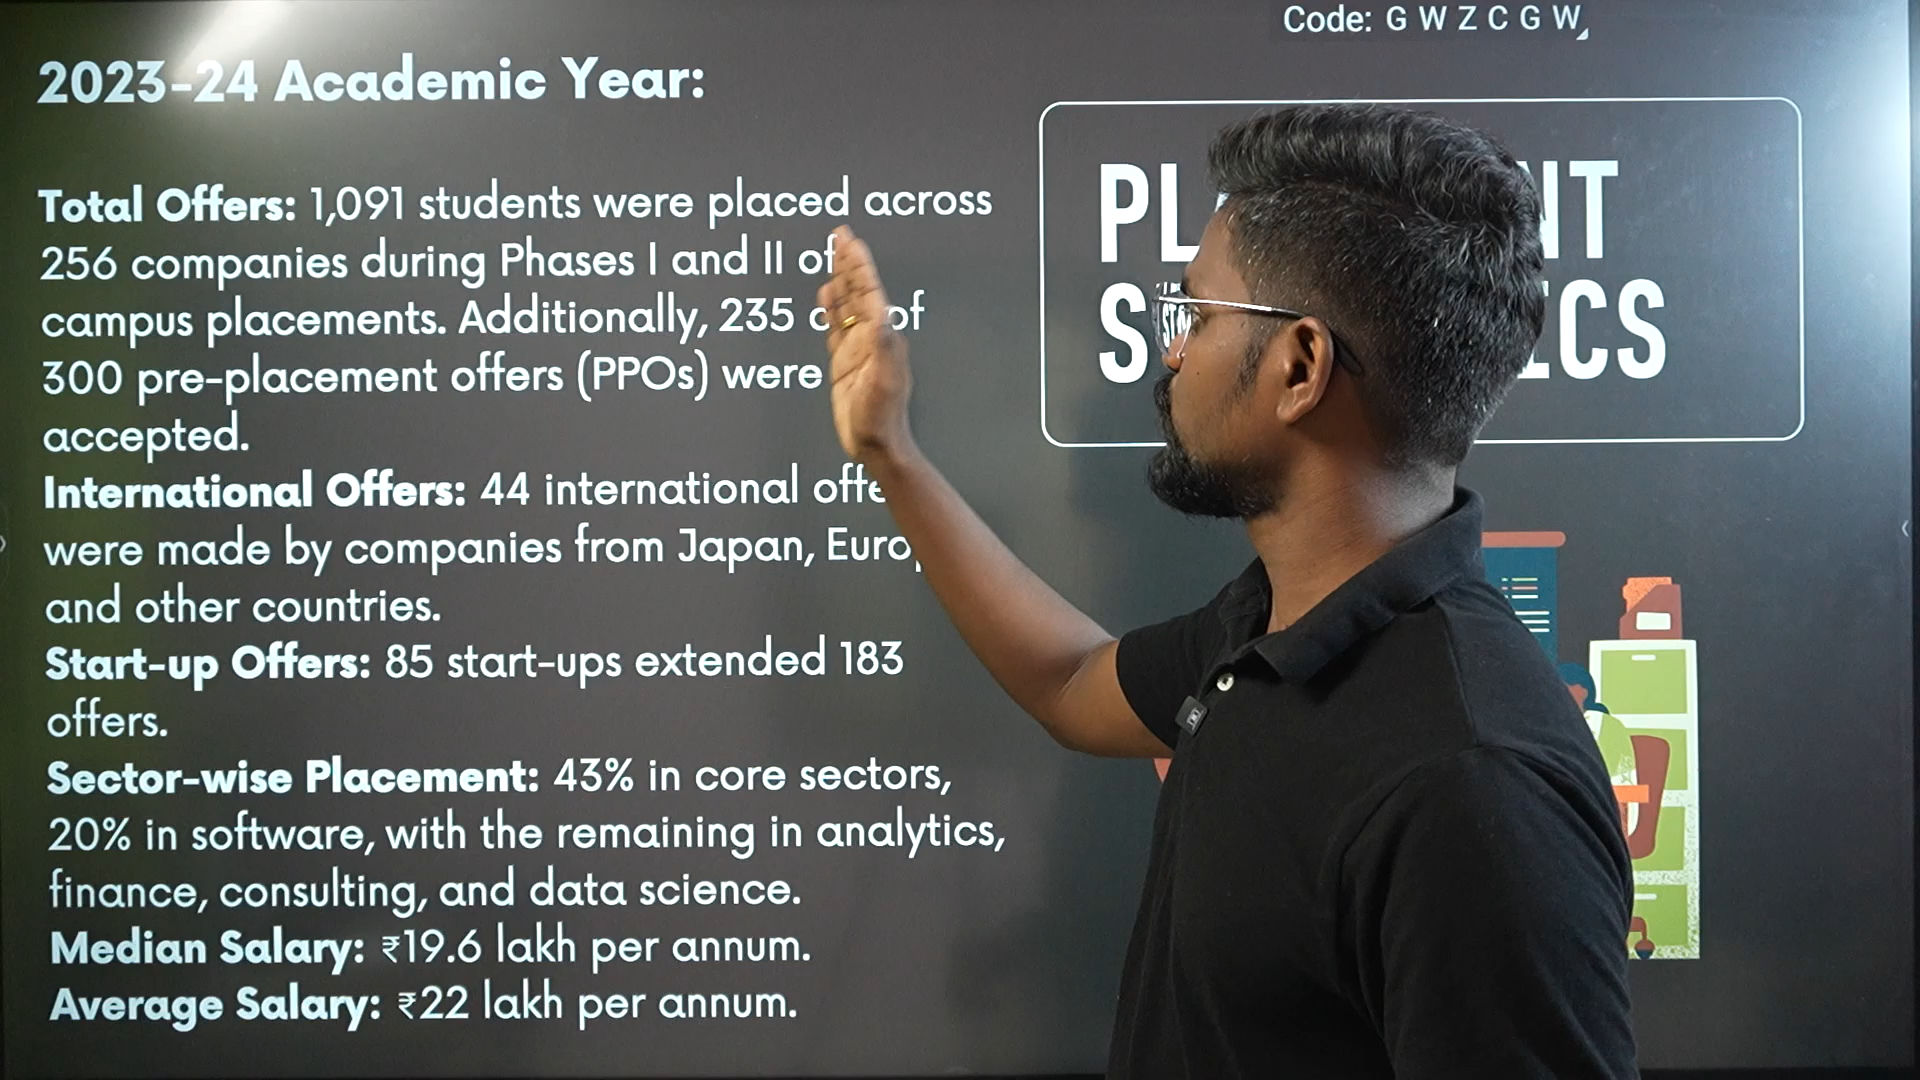 Code: G W Z C G W
2023-24 Academic Year:
Total Offers: 1,091 students were placed across
256 companies during Phases I and II of
campus placements. Additionally, 235 of
300 pre-placement offers (PPOs) were
accepted.
International Offers: 44 international
were made by companies from Japan,
and other countries.
Start-up Offers: 85 start-ups extended 183
offers.
Sector-wise Placement: 43% in core sectors,
20% in software, with the remaining in analytics,
finance, consulting, and data science.
Median Salary: ₹19.6 lakh per annum.
Average Salary: ₹22 lakh per annum.